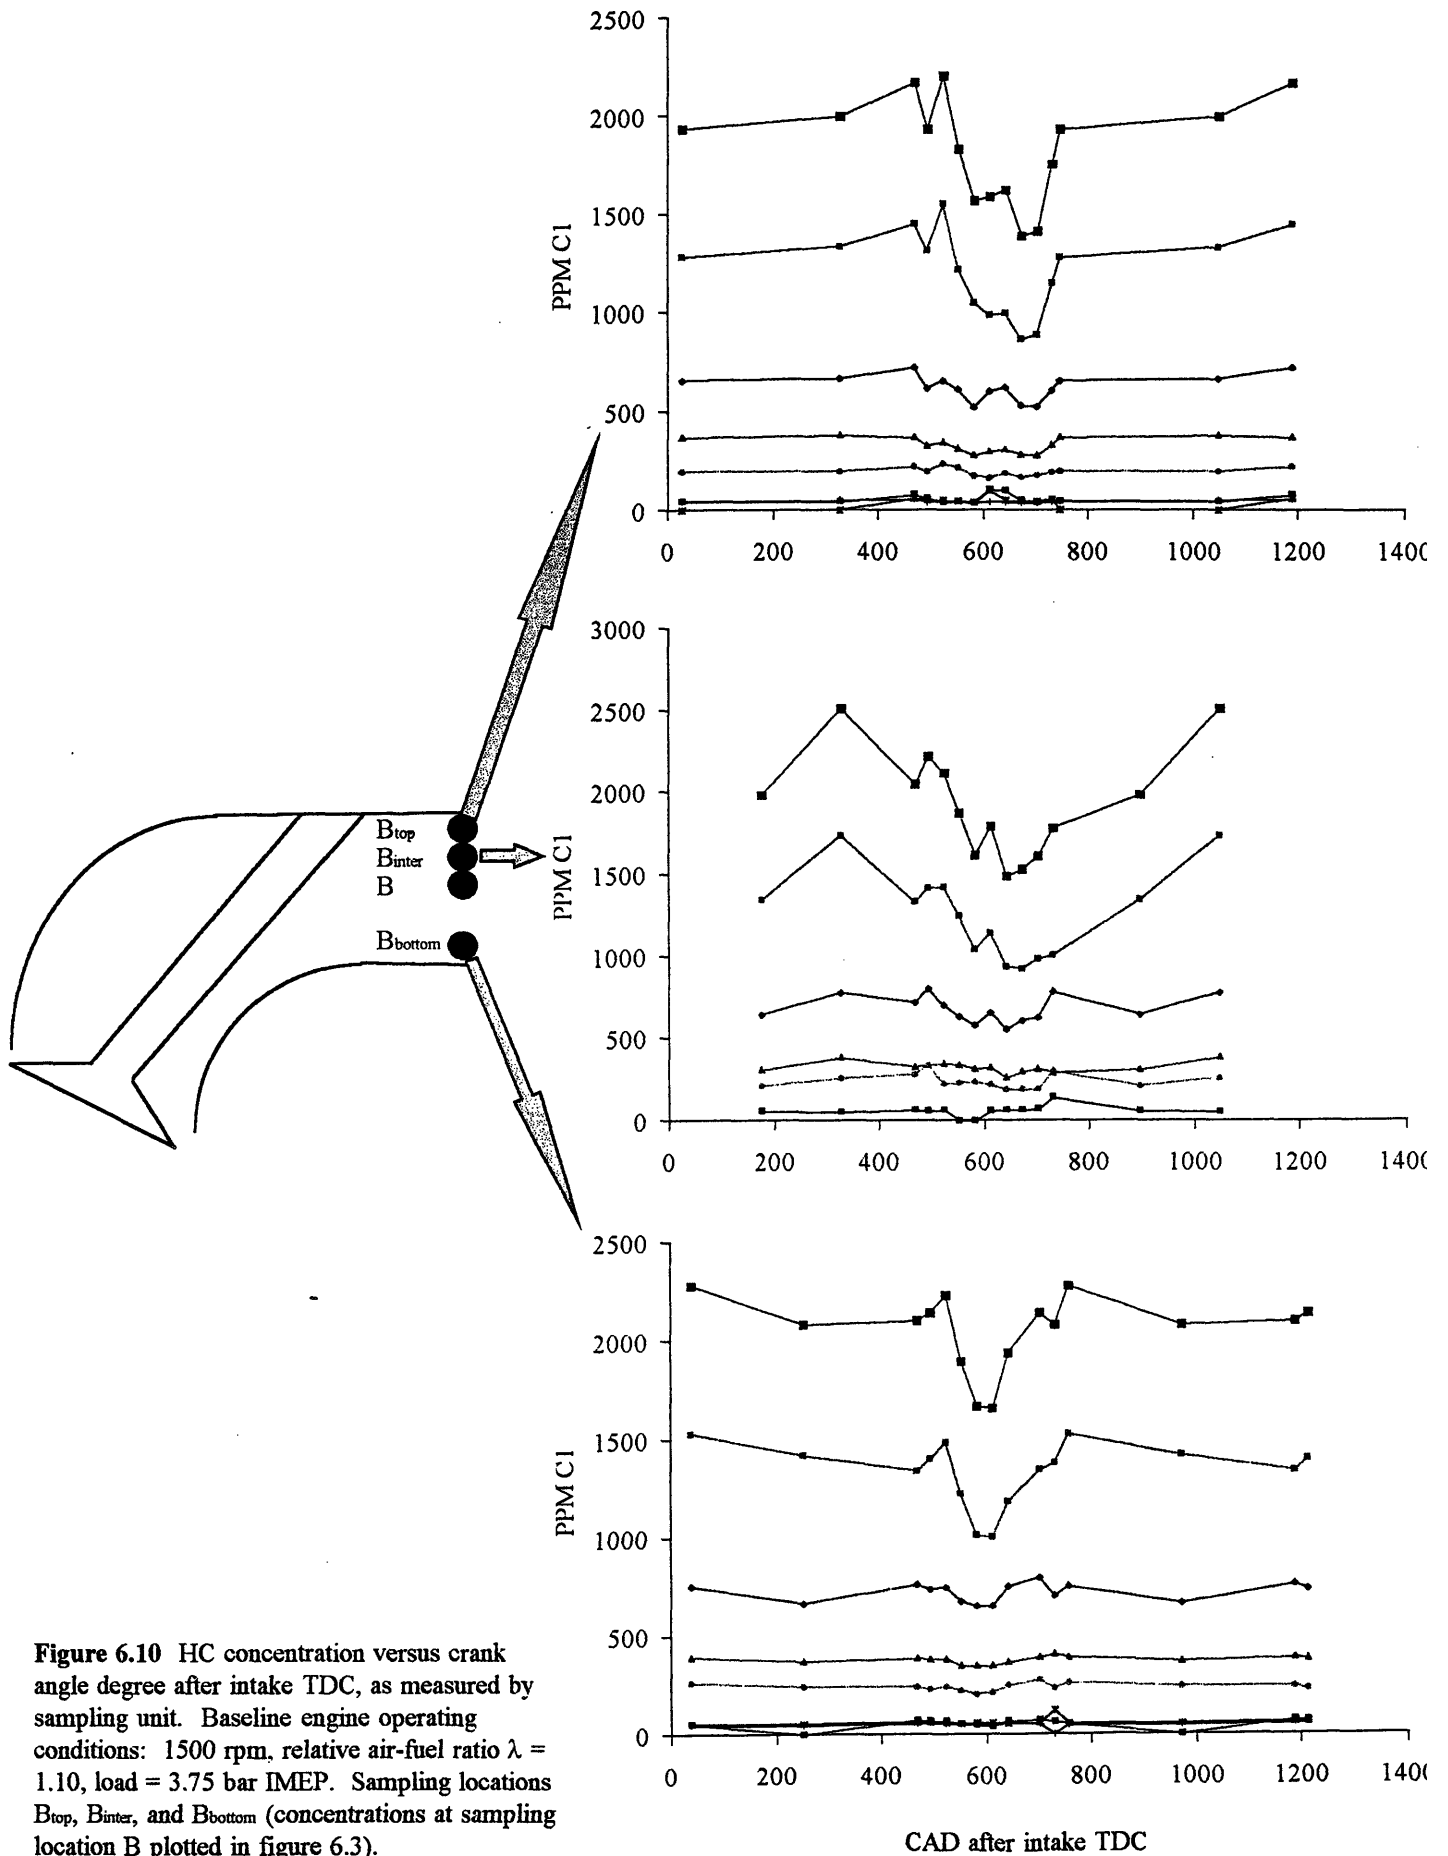 2500
2000
1500
1000
500
0
PPM C1
0 200 400 600 800 1000 1200 140
3000
2500
2000
1500
1000
500
0
PPM C1
0 200 400 600 800 1000 1200 140
Btop
Binter
B
Bbottom
2500
2000
1500
1000
500
0
PPM C1
0 200 400 600 800 1000 1200 140
CAD after intake TDC
Figure 6.10 HC concentration versus crank
angle degree after intake TDC, as measured by
sampling unit. Baseline engine operating
conditions: 1500 rpm, relative air-fuel ratio λ =
1.10, load = 3.75 bar IMEP. Sampling locations
Btop, Binter, and Bbottom (concentrations at sampling
location B plotted in figure 6.3).